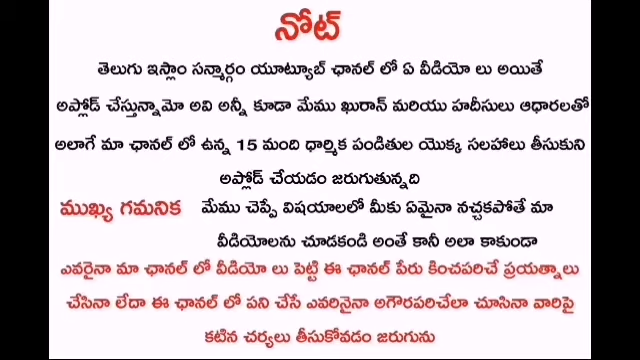 నోట్
తెలుగు ఇస్లాం సన్మార్గం యూట్యూబ్ ఛానల్ లో ఏ వీడియో లు అయితే
అప్లోడ్ చేస్తున్నామో అవి అన్నీ కూడా మేము ఖురాన్ మరియు హదీసులు ఆధారలతో
అలాగే మా ఛానల్ లో ఉన్న 15 మంది ధార్మిక పండితుల యొక్క సలహాలు తీసుకుని
అప్లోడ్ చేయడం జరుగుతున్నది
ముఖ్య గమనిక మేము చెప్పే విషయాలలో మీకు ఏమైనా నచ్చకపోతే మా
వీడియోలను చూడకండి అంతే కానీ అలా కాకుండా
ఎవరైనా మా ఛానల్ లో వీడియో లు పెట్టి ఈ ఛానల్ పేరు కించపరిచే ప్రయత్నాలు
చేసినా లేదా ఈ ఛానల్ లో పని చేసే ఎవరినైనా అగౌరపరిచేలా చూసినా వారిపై
కటిన చర్యలు తీసుకోవడం జరుగును